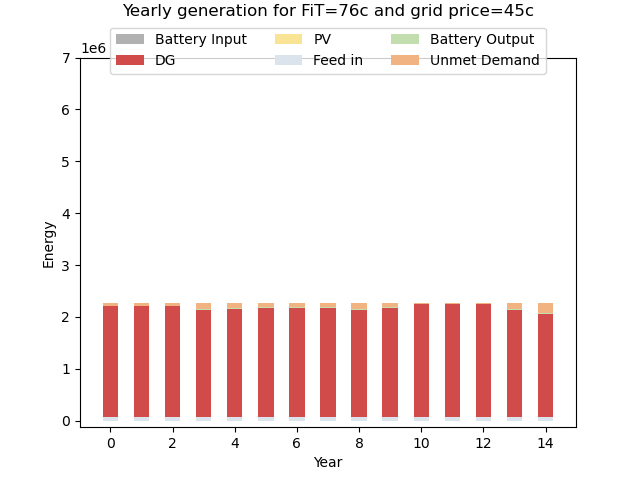 Yearly generation for FiT=76c and grid price=45c
Battery Input PV Battery Output
DG Feed in Unmet Demand
1e6
7
6
5
4
3
2
1
0
Energy
0 2 4 6 8 10 12 14
Year